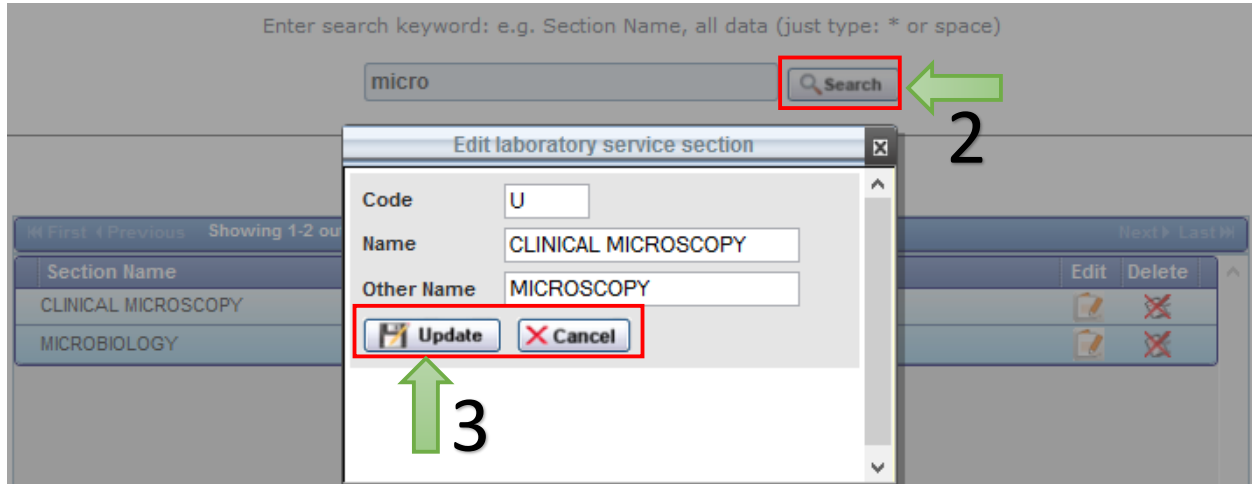 Enter search keyword: e.g. Section Name, all data (just type: * or space)
micro
Search
2
Edit laboratory service section
Code U
Name CLINICAL MICROSCOPY
Other Name MICROSCOPY
Update Cancel
3
First Previous Showing 1-2 ou Next Last
Section Name Edit Delete
CLINICAL MICROSCOPY
MICROBIOLOGY